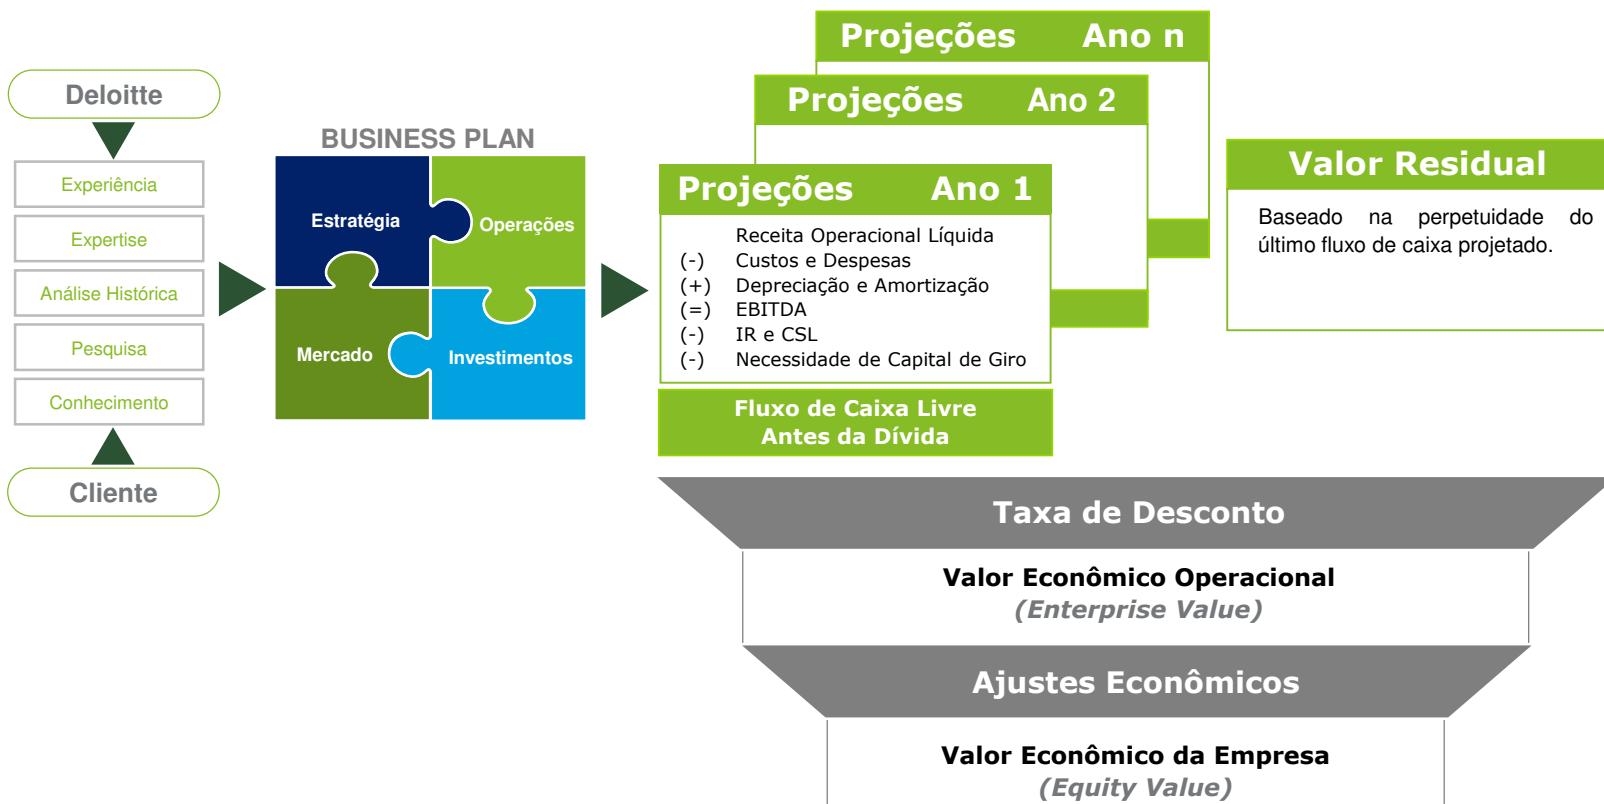 Deloitte
Experiência
Expertise
Análise Histórica
Pesquisa
Conhecimento
Cliente
BUSINESS PLAN
Estratégia
Operações
Mercado
Investimentos
Projeções Ano n
Projeções Ano 2
Projeções Ano 1
Receita Operacional Líquida
(-) Custos e Despesas
(+) Depreciação e Amortização
(=) EBITDA
(-) IR e CSL
(-) Necessidade de Capital de Giro
Fluxo de Caixa Livre
Antes da Dívida
Valor Residual
Baseado na perpetuidade do
último fluxo de caixa projetado.
Taxa de Desconto
Valor Econômico Operacional
(Enterprise Value)
Ajustes Econômicos
Valor Econômico da Empresa
(Equity Value)